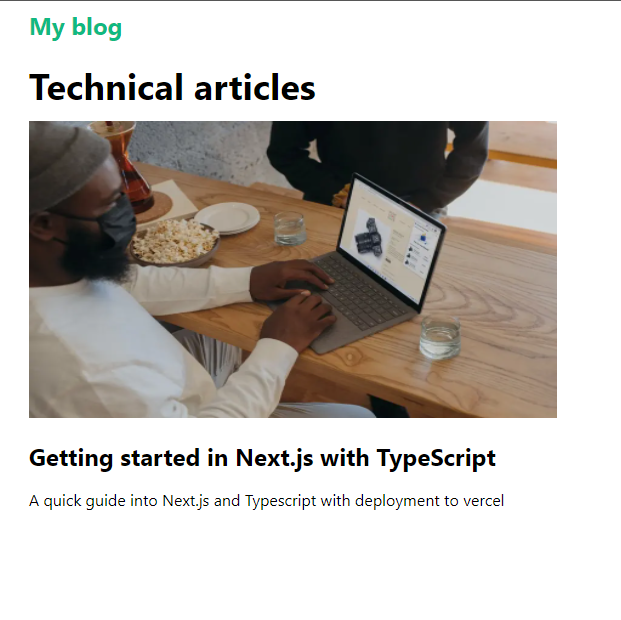 My blog
Technical articles
Getting started in Next.js with TypeScript
A quick guide into Next.js and Typescript with deployment to vercel